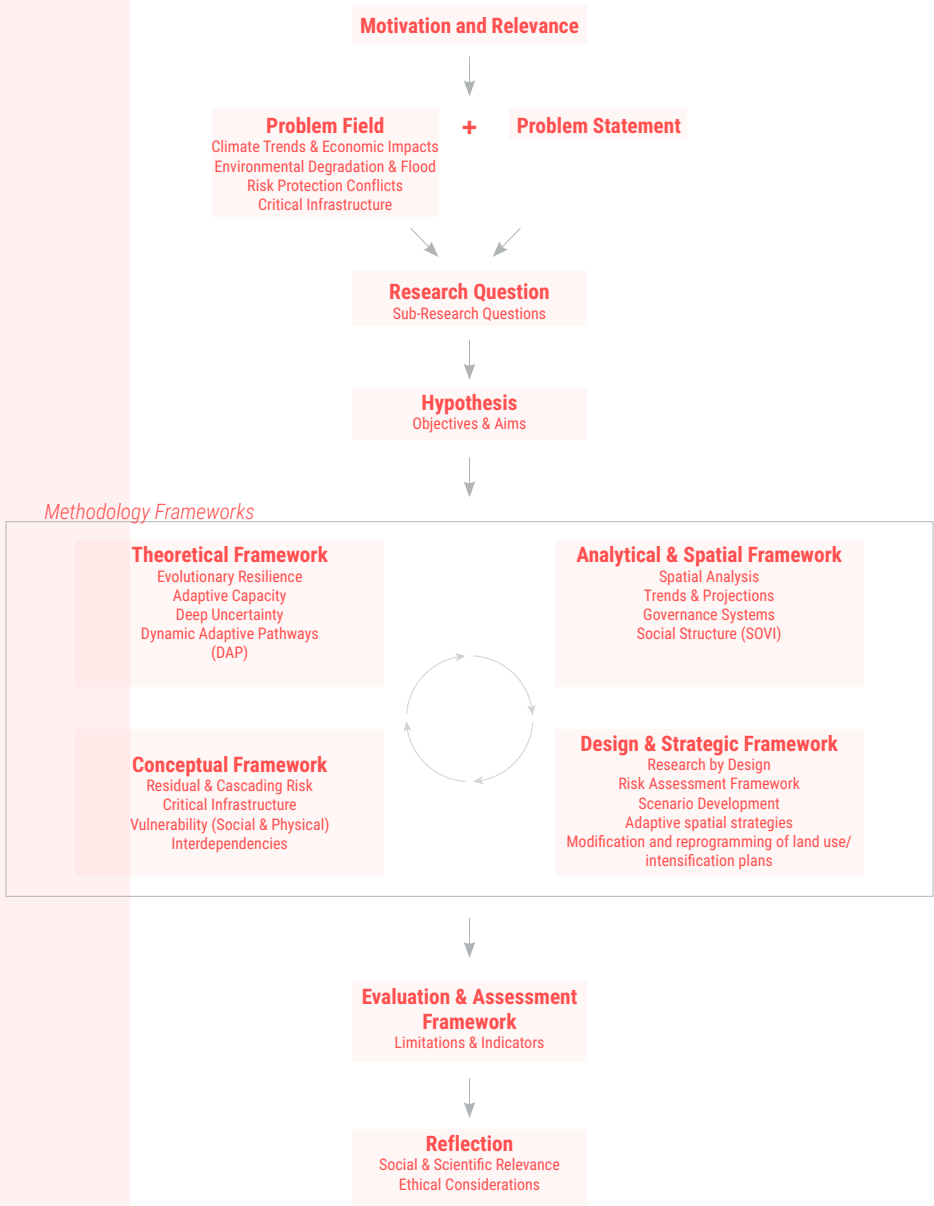 Motivation and Relevance
Problem Field
Climate Trends & Economic Impacts
Environmental Degradation & Flood
Risk Protection Conflicts
Critical Infrastructure
+
Problem Statement
Research Question
Sub-Research Questions
Hypothesis
Objectives & Aims
Methodology Frameworks
Theoretical Framework
Evolutionary Resilience
Adaptive Capacity
Deep Uncertainty
Dynamic Adaptive Pathways
(DAP)
Analytical & Spatial Framework
Spatial Analysis
Trends & Projections
Governance Systems
Social Structure (SOVI)
Conceptual Framework
Residual & Cascading Risk
Critical Infrastructure
Vulnerability (Social & Physical)
Interdependencies
Design & Strategic Framework
Research by Design
Risk Assessment Framework
Scenario Development
Adaptive spatial strategies
Modification and reprogramming of land use/
intensification plans
Evaluation & Assessment
Framework
Limitations & Indicators
Reflection
Social & Scientific Relevance
Ethical Considerations